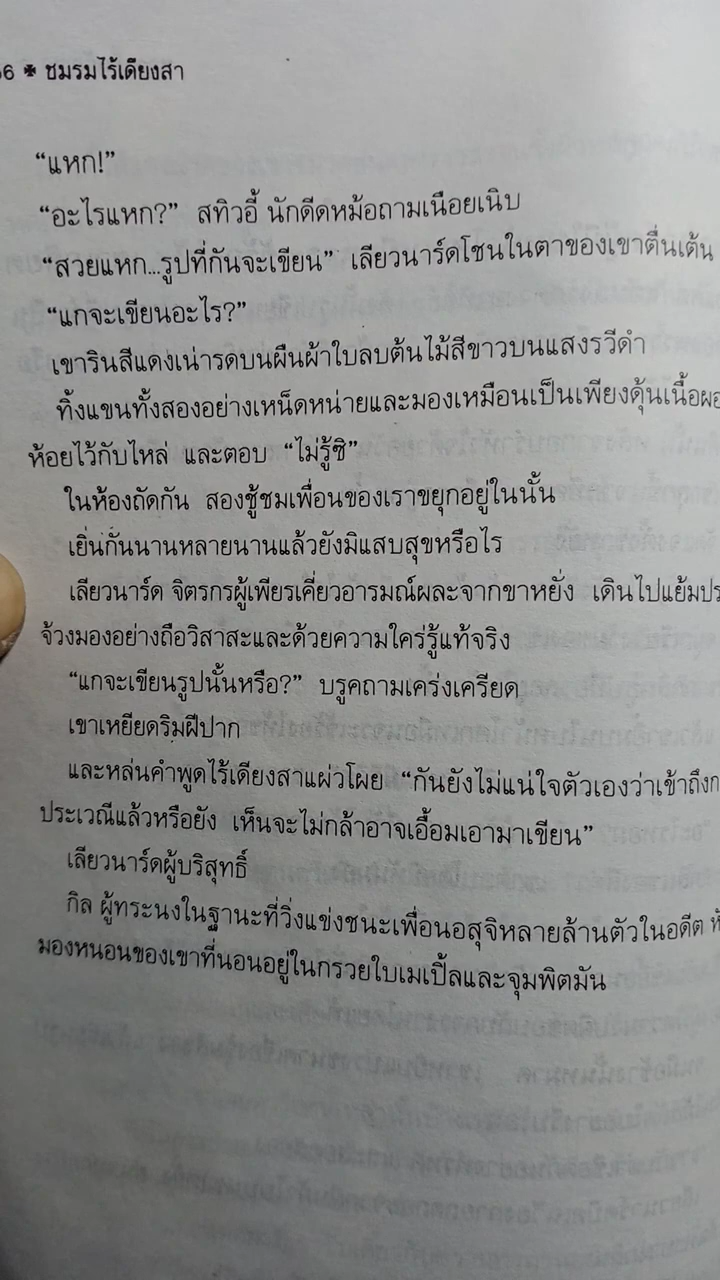 6 ✠ ชมรมไร้เดียงสา
“แหก!”
“อะไรแหก?” สทิวอี้ นักดีดหม้อถามเนือยเนิบ
“สวยแหก...รูปที่กันจะเขียน” เลียวนาร์ดโชนในตาของเขาตื่นเต้น
“แกจะเขียนอะไร?”
เขารินสีแดงเน่ารดบนผืนผ้าใบลบต้นไม้สีขาวบนแสงรวีดำ
ทิ้งแขนทั้งสองอย่างเหน็ดหน่ายและมองเหมือนเป็นเพียงดุ้นเนื้อ
ห้อยไว้กับไหล่ และตอบ “ไม่รู้ซิ”
ในห้องถัดกัน สองชู้ชมเพื่อนของเราขยุกอยู่ในนั้น
เยิ่นกันนานหลายนานแล้วยังมิแสบสุขหรือไร
เลียวนาร์ด จิตรกรผู้เพียรเคี่ยวอารมณ์ผละจากขาหยั่ง เดินไปแย้ม
จ้วงมองอย่างถือวิสาสะและด้วยความใคร่รู้แท้จริง
“แกจะเขียนรูปนั้นหรือ?” บรูคถามเคร่งเครียด
เขาเหยียดริมฝีปาก
และหล่นคำพูดไร้เดียงสาแผ่วโผย “กันยังไม่แน่ใจตัวเองว่าเข้าถึง
ประเวณีแล้วหรือยัง เห็นจะไม่กล้าอาจเอื้อมเอามาเขียน”
เลียวนาร์ดผู้บริสุทธิ์
กิล ผู้ทระนงในฐานะที่วิ่งแข่งชนะเพื่อนอสุจิหลายล้านตัวในอดีต
มองหนอนของเขาที่นอนอยู่ในกรวยใบเมเปิ้ลและจุมพิตมัน